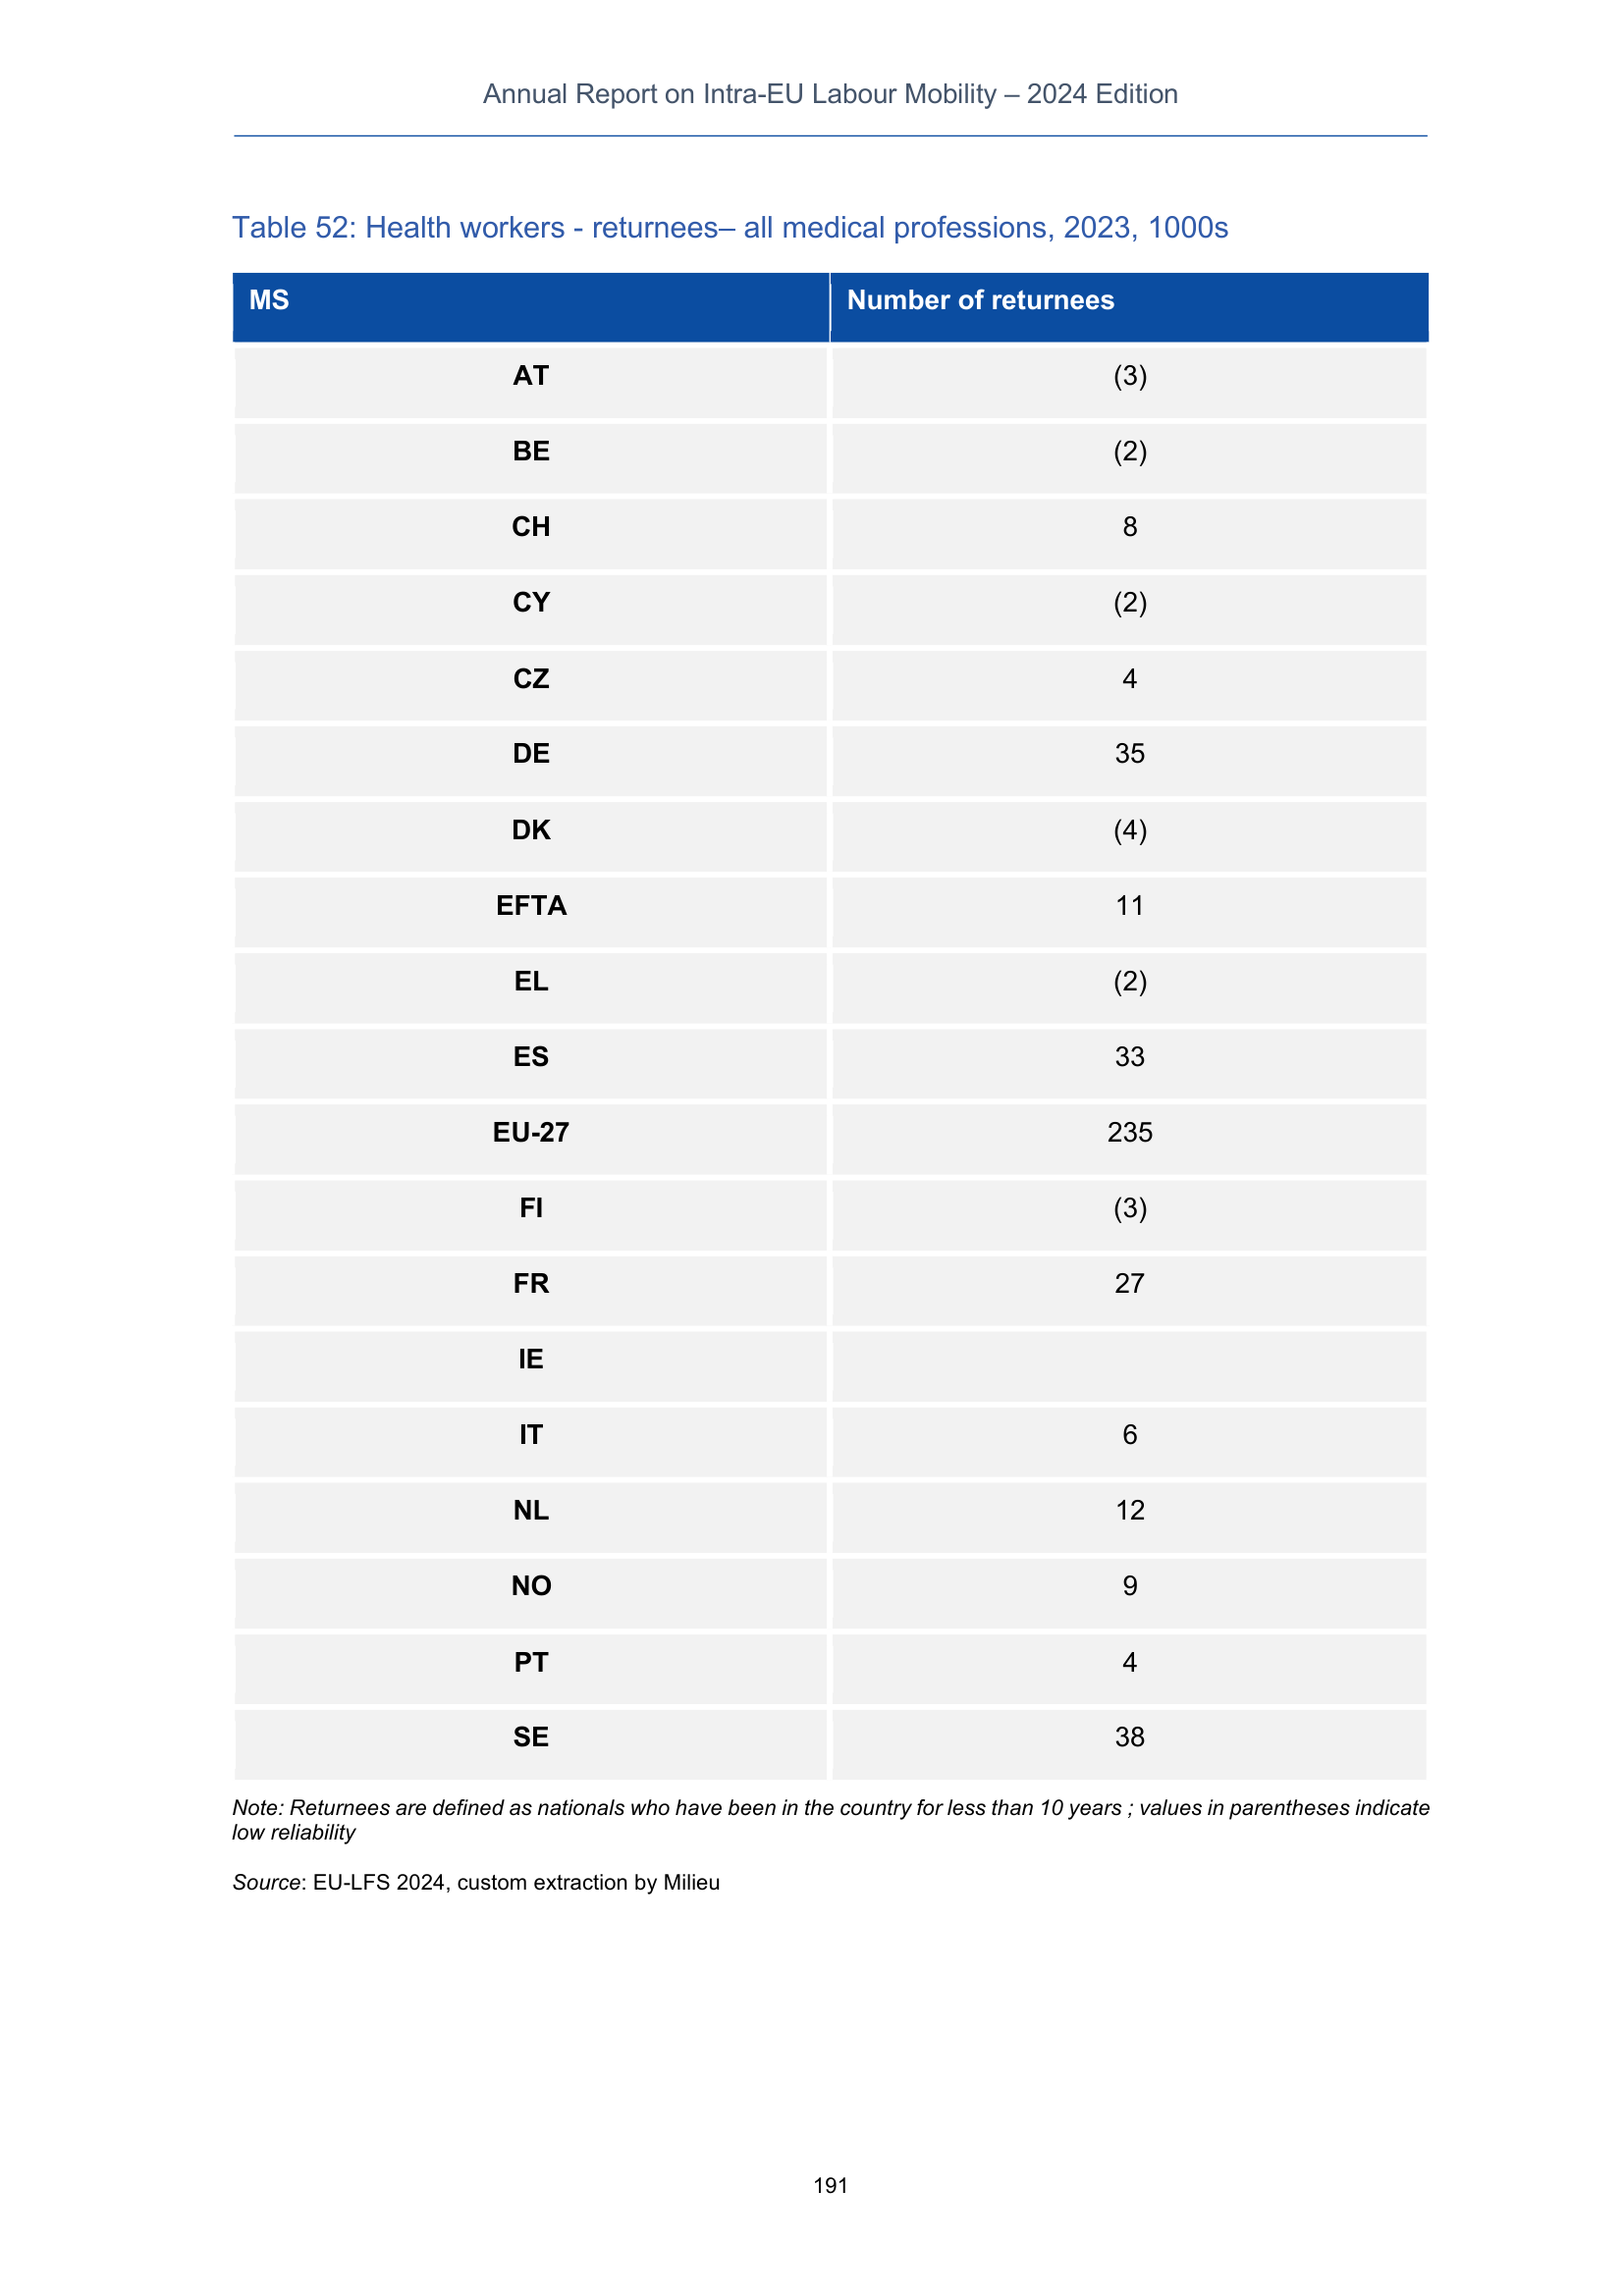 Annual Report on Intra-EU Labour Mobility – 2024 Edition
Table 52: Health workers - returnees– all medical professions, 2023, 1000s
MS Number of returnees
AT (3)
BE (2)
CH 8
CY (2)
CZ 4
DE 35
DK (4)
EFTA 11
EL (2)
ES 33
EU-27 235
FI (3)
FR 27
IE
IT 6
NL 12
NO 9
PT 4
SE 38
Note: Returnees are defined as nationals who have been in the country for less than 10 years ; values in parentheses indicate
low reliability
Source: EU-LFS 2024, custom extraction by Milieu
191